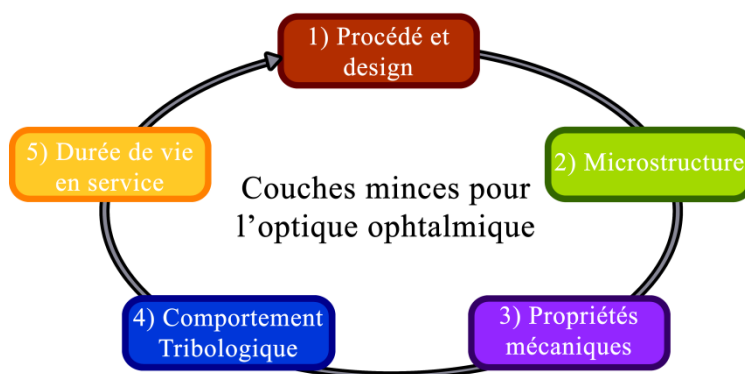 1) Procédé et
design
2) Microstructure
3) Propriétés
mécaniques
4) Comportement
Tribologique
5) Durée de vie
en service
Couches minces pour
l’optique ophtalmique